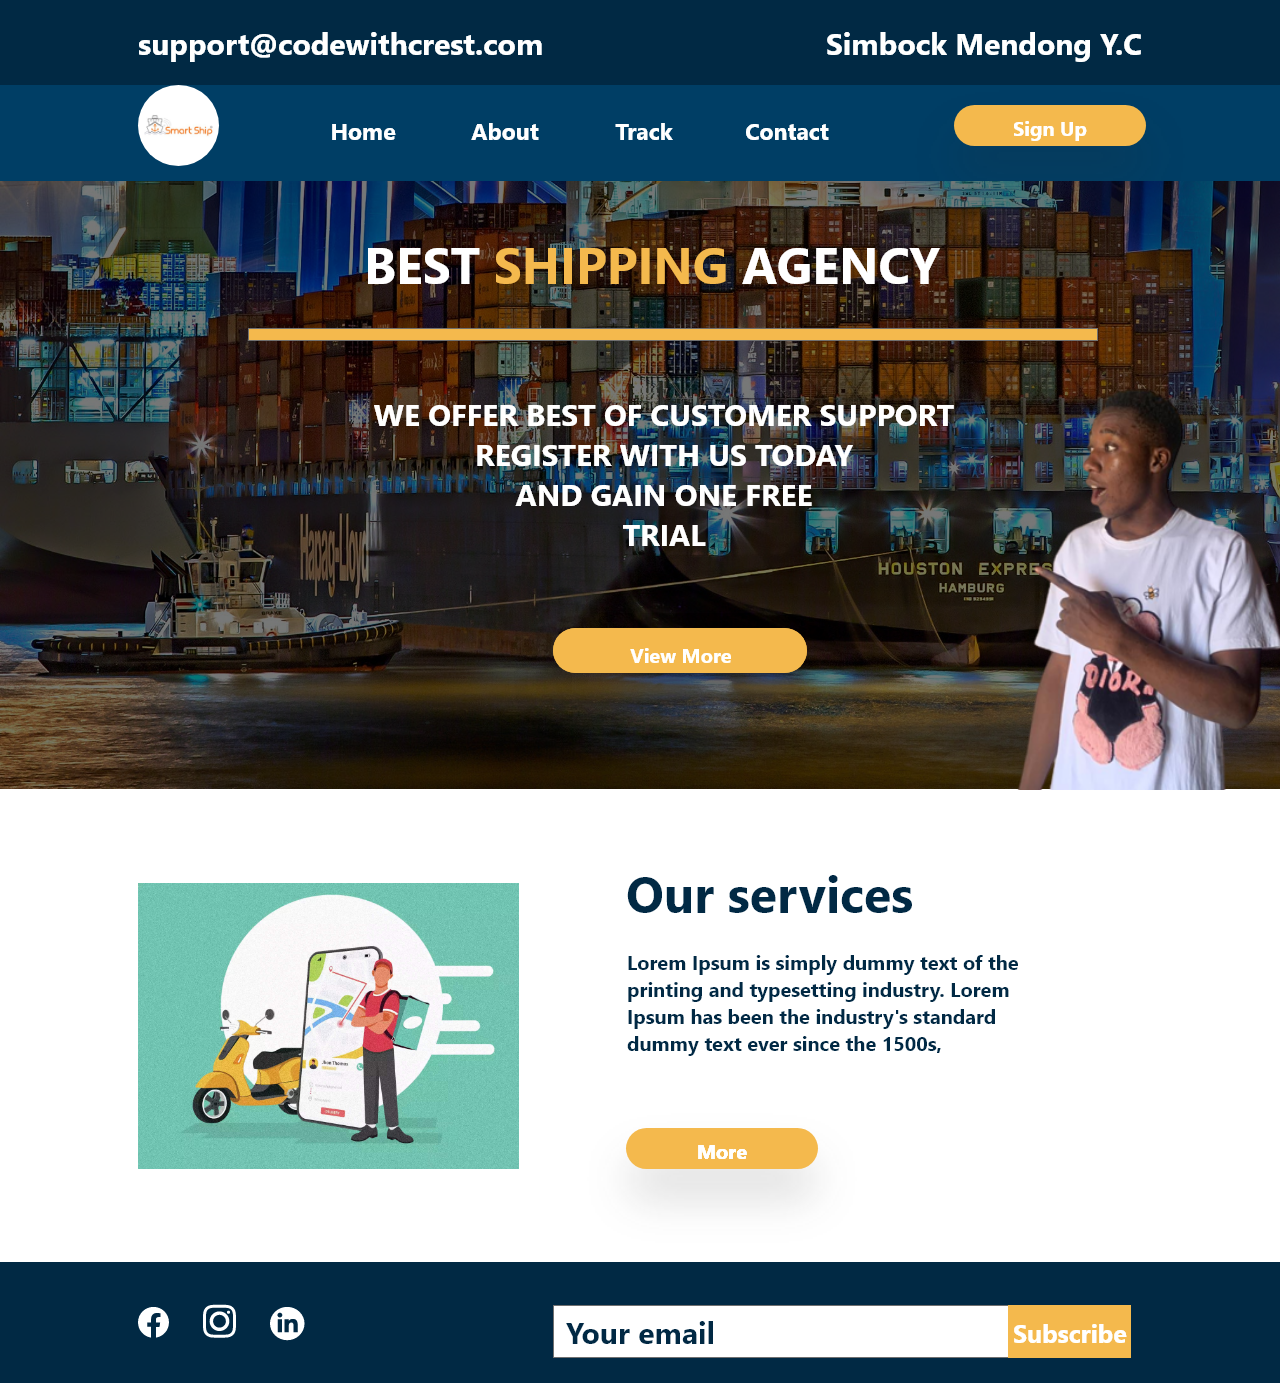 support@codewithcrest.com
Simbock Mendong Y.C
Smart Ship
Home
About
Track
Contact
Sign Up
BEST SHIPPING AGENCY
WE OFFER BEST OF CUSTOMER SUPPORT
REGISTER WITH US TODAY
AND GAIN ONE FREE
TRIAL
Hapag-Lloyd
HOUSTON EXPRES
HAMBURG
View More
DIOR
Our services
Lorem Ipsum is simply dummy text of the
printing and typesetting industry. Lorem
Ipsum has been the industry's standard
dummy text ever since the 1500s,
More
Your email
Subscribe